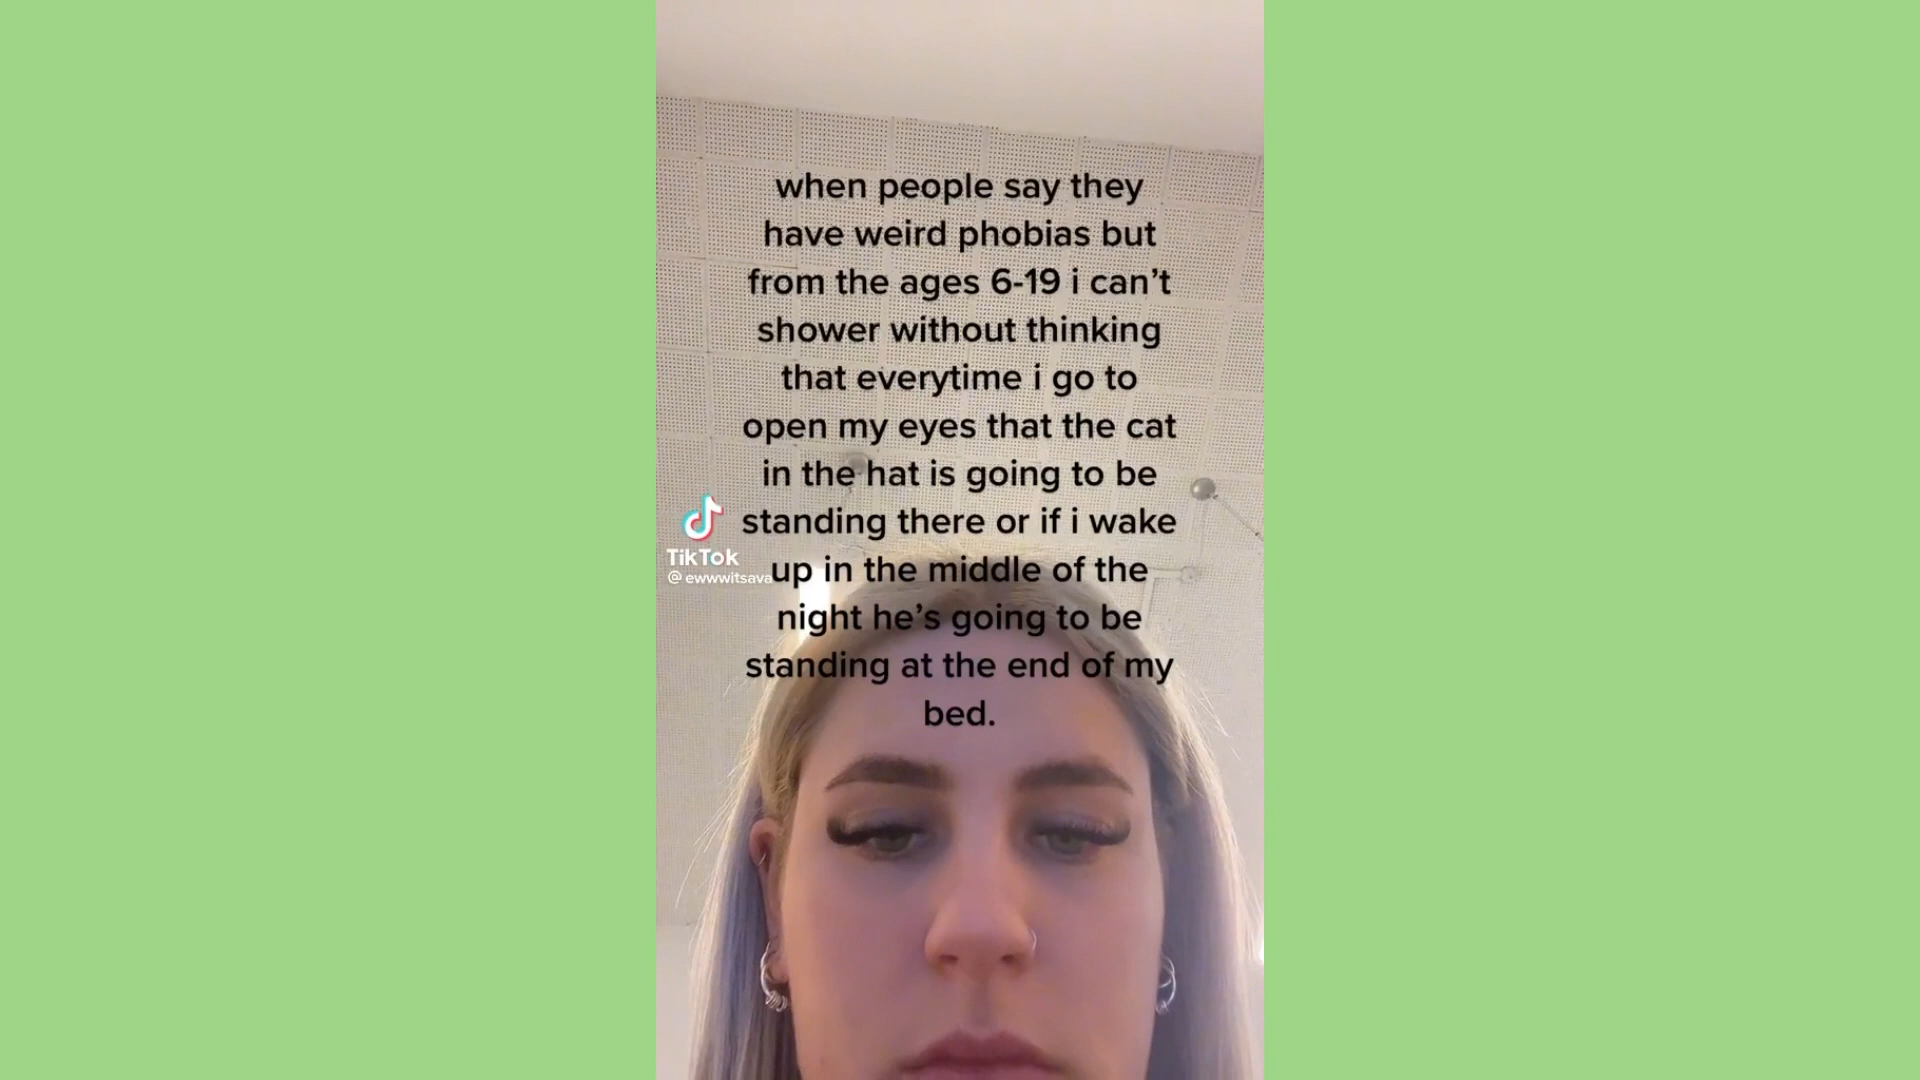 when people say they
have weird phobias but
from the ages 6-19 i can't
shower without thinking
that everytime i go to
open my eyes that the cat
in the hat is going to be
standing there or if i wake
up in the middle of the
night he's going to be
standing at the end of my
bed.
TikTok
@ewwwitsava